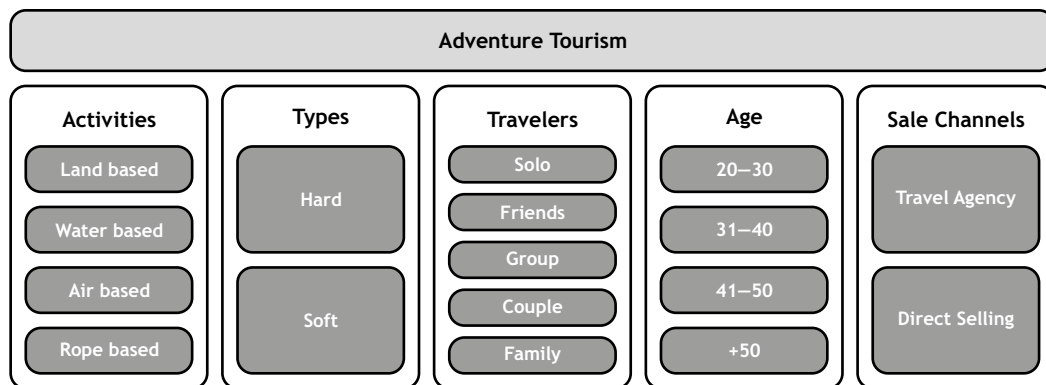 Adventure Tourism
Activities
Land based
Water based
Air based
Rope based
Types
Hard
Soft
Travelers
Solo
Friends
Group
Couple
Family
Age
20—30
31—40
41—50
+50
Sale Channels
Travel Agency
Direct Selling